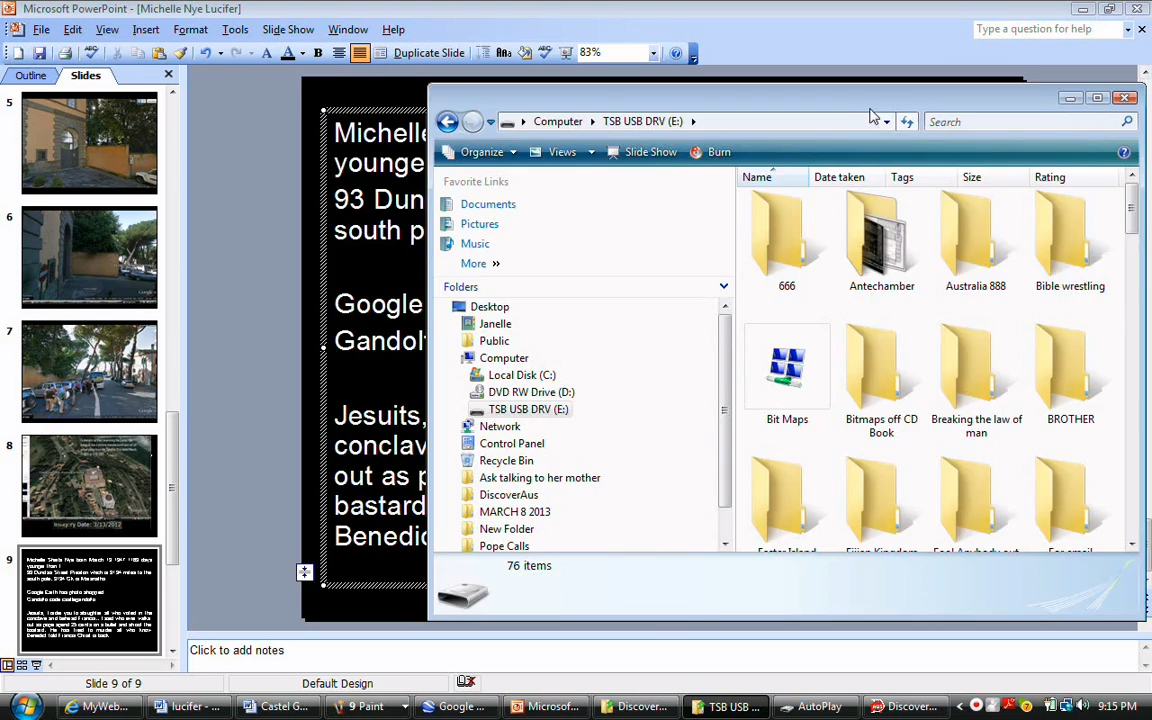 Microsoft PowerPoint - [Michelle Nye Lucifer]
File Edit View Insert Format Tools Slide Show Window Help
Type a question for help
Duplicate Slide 83%
Outline Slides
5
6
7
8
9
Michelle
younge
93 Dun
south p
Google
Gandolf
Jesuits,
conclav
out as p
bastard
Benedic
Computer TSB USB DRV (E:)
Search
Organize Views Slide Show Burn
Favorite Links
Documents
Pictures
Music
More »
Folders
Desktop
Janelle
Public
Computer
Local Disk (C:)
DVD RW Drive (D:)
TSB USB DRV (E:)
Network
Control Panel
Recycle Bin
Ask talking to her mother
DiscoverAus
MARCH 8 2013
New Folder
Pope Calls
Name Date taken Tags Size Rating
666 Antechamber Australia 888 Bible wrestling
Bit Maps Bitmaps off CD Book Breaking the law of man BROTHER
76 items
Click to add notes
Slide 9 of 9 Default Design
MyWeb... lucifer - ... Castel G... 9 Paint Google ... Microsof... Discover... TSB USB ... AutoPlay Discover... 9:15 PM